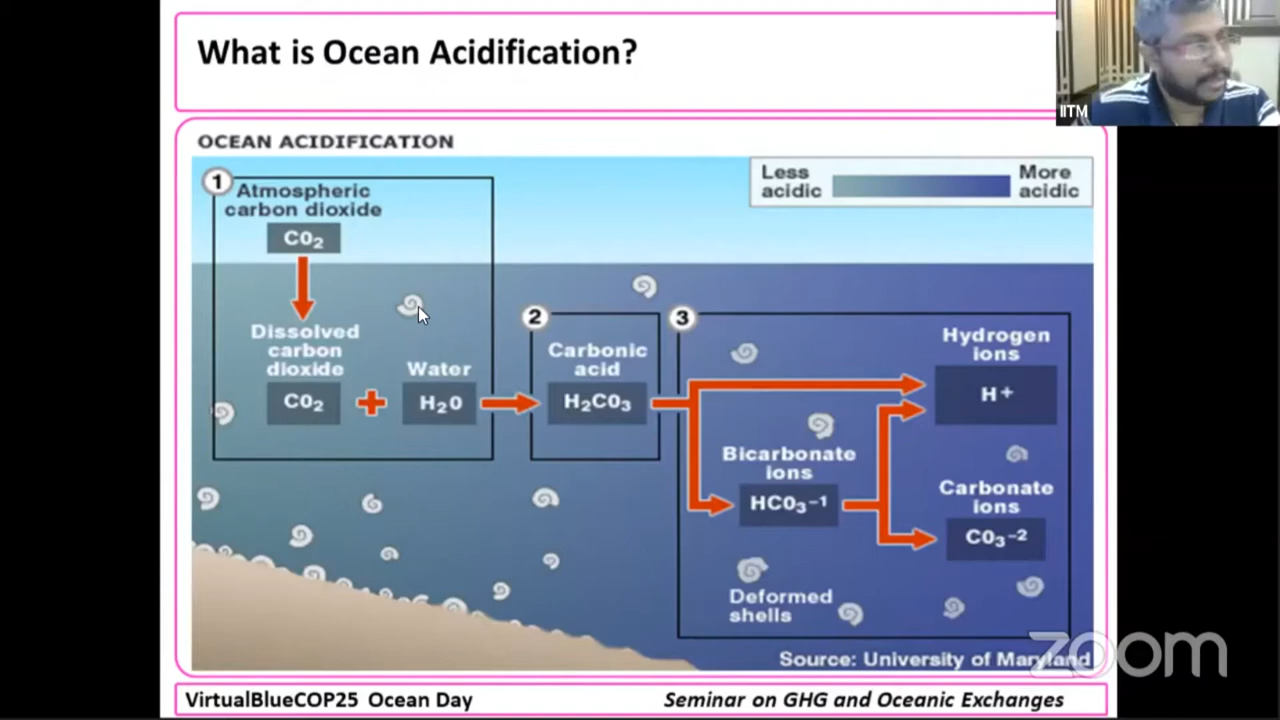 What is Ocean Acidification?
IITM
OCEAN ACIDIFICATION
Less
acidic
More
acidic
1
Atmospheric
carbon dioxide
CO₂
Dissolved
carbon
dioxide
CO₂
+
Water
H₂O
2
Carbonic
acid
H₂CO₃
3
Hydrogen
ions
H+
Bicarbonate
ions
HCO₃⁻¹
Carbonate
ions
CO₃⁻²
Deformed
shells
Source: University of Maryland
zoom
VirtualBlueCOP25 Ocean Day
Seminar on GHG and Oceanic Exchanges